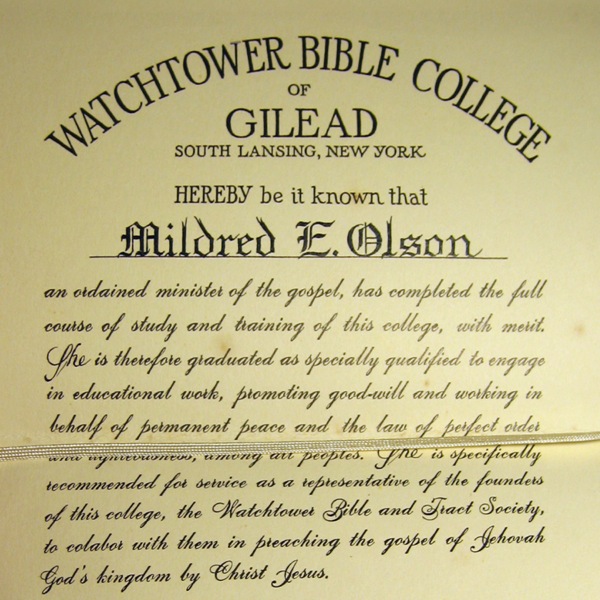 WATCHTOWER BIBLE COLLEGE
OF
GILEAD
SOUTH LANSING, NEW YORK
HEREBY be it known that
Mildred E. Olson
an ordained minister of the gospel, has completed the full
course of study and training of this college, with merit.
She is therefore graduated as specially qualified to engage
in educational work, promoting good-will and working in
behalf of permanent peace and the law of perfect order
and righteousness, among all peoples. She is specifically
recommended for service as a representative of the founders
of this college, the Watchtower Bible and Tract Society,
to colabor with them in preaching the gospel of Jehovah
God's kingdom by Christ Jesus.